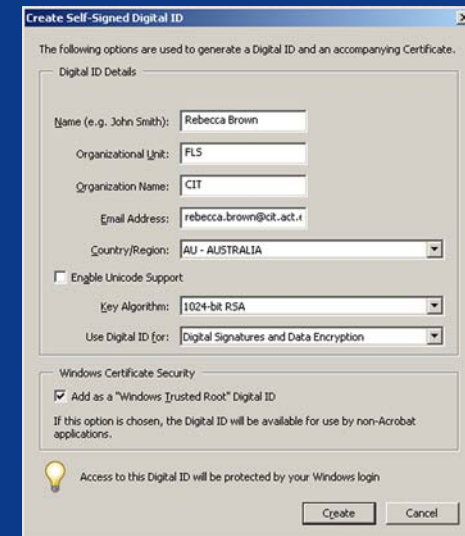 Create Self-Signed Digital ID
The following options are used to generate a Digital ID and an accompanying Certificate.
Digital ID Details
Name (e.g. John Smith): Rebecca Brown
Organizational Unit: FLS
Organization Name: CIT
Email Address: rebecca.brown@cit.act.e
Country/Region: AU - AUSTRALIA
Enable Unicode Support
Key Algorithm: 1024-bit RSA
Use Digital ID for: Digital Signatures and Data Encryption
Windows Certificate Security
Add as a "Windows Trusted Root" Digital ID
If this option is chosen, the Digital ID will be available for use by non-Acrobat
applications.
Access to this Digital ID will be protected by your Windows login
Create Cancel